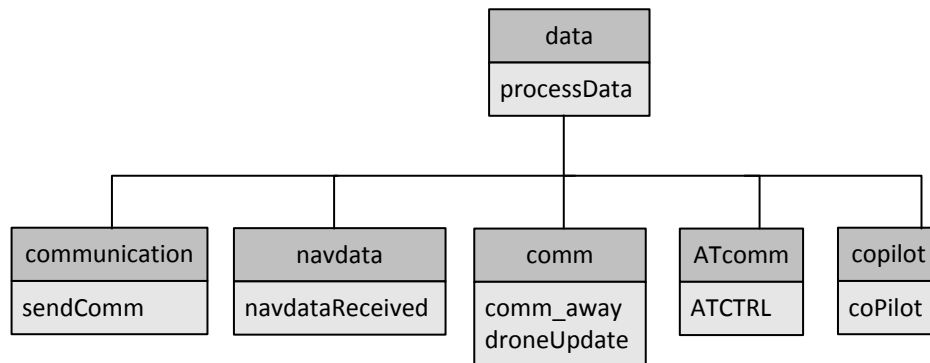 data
processData
communication
sendComm
navdata
navdataReceived
comm
comm_away
droneUpdate
ATcomm
ATCTRL
copilot
coPilot